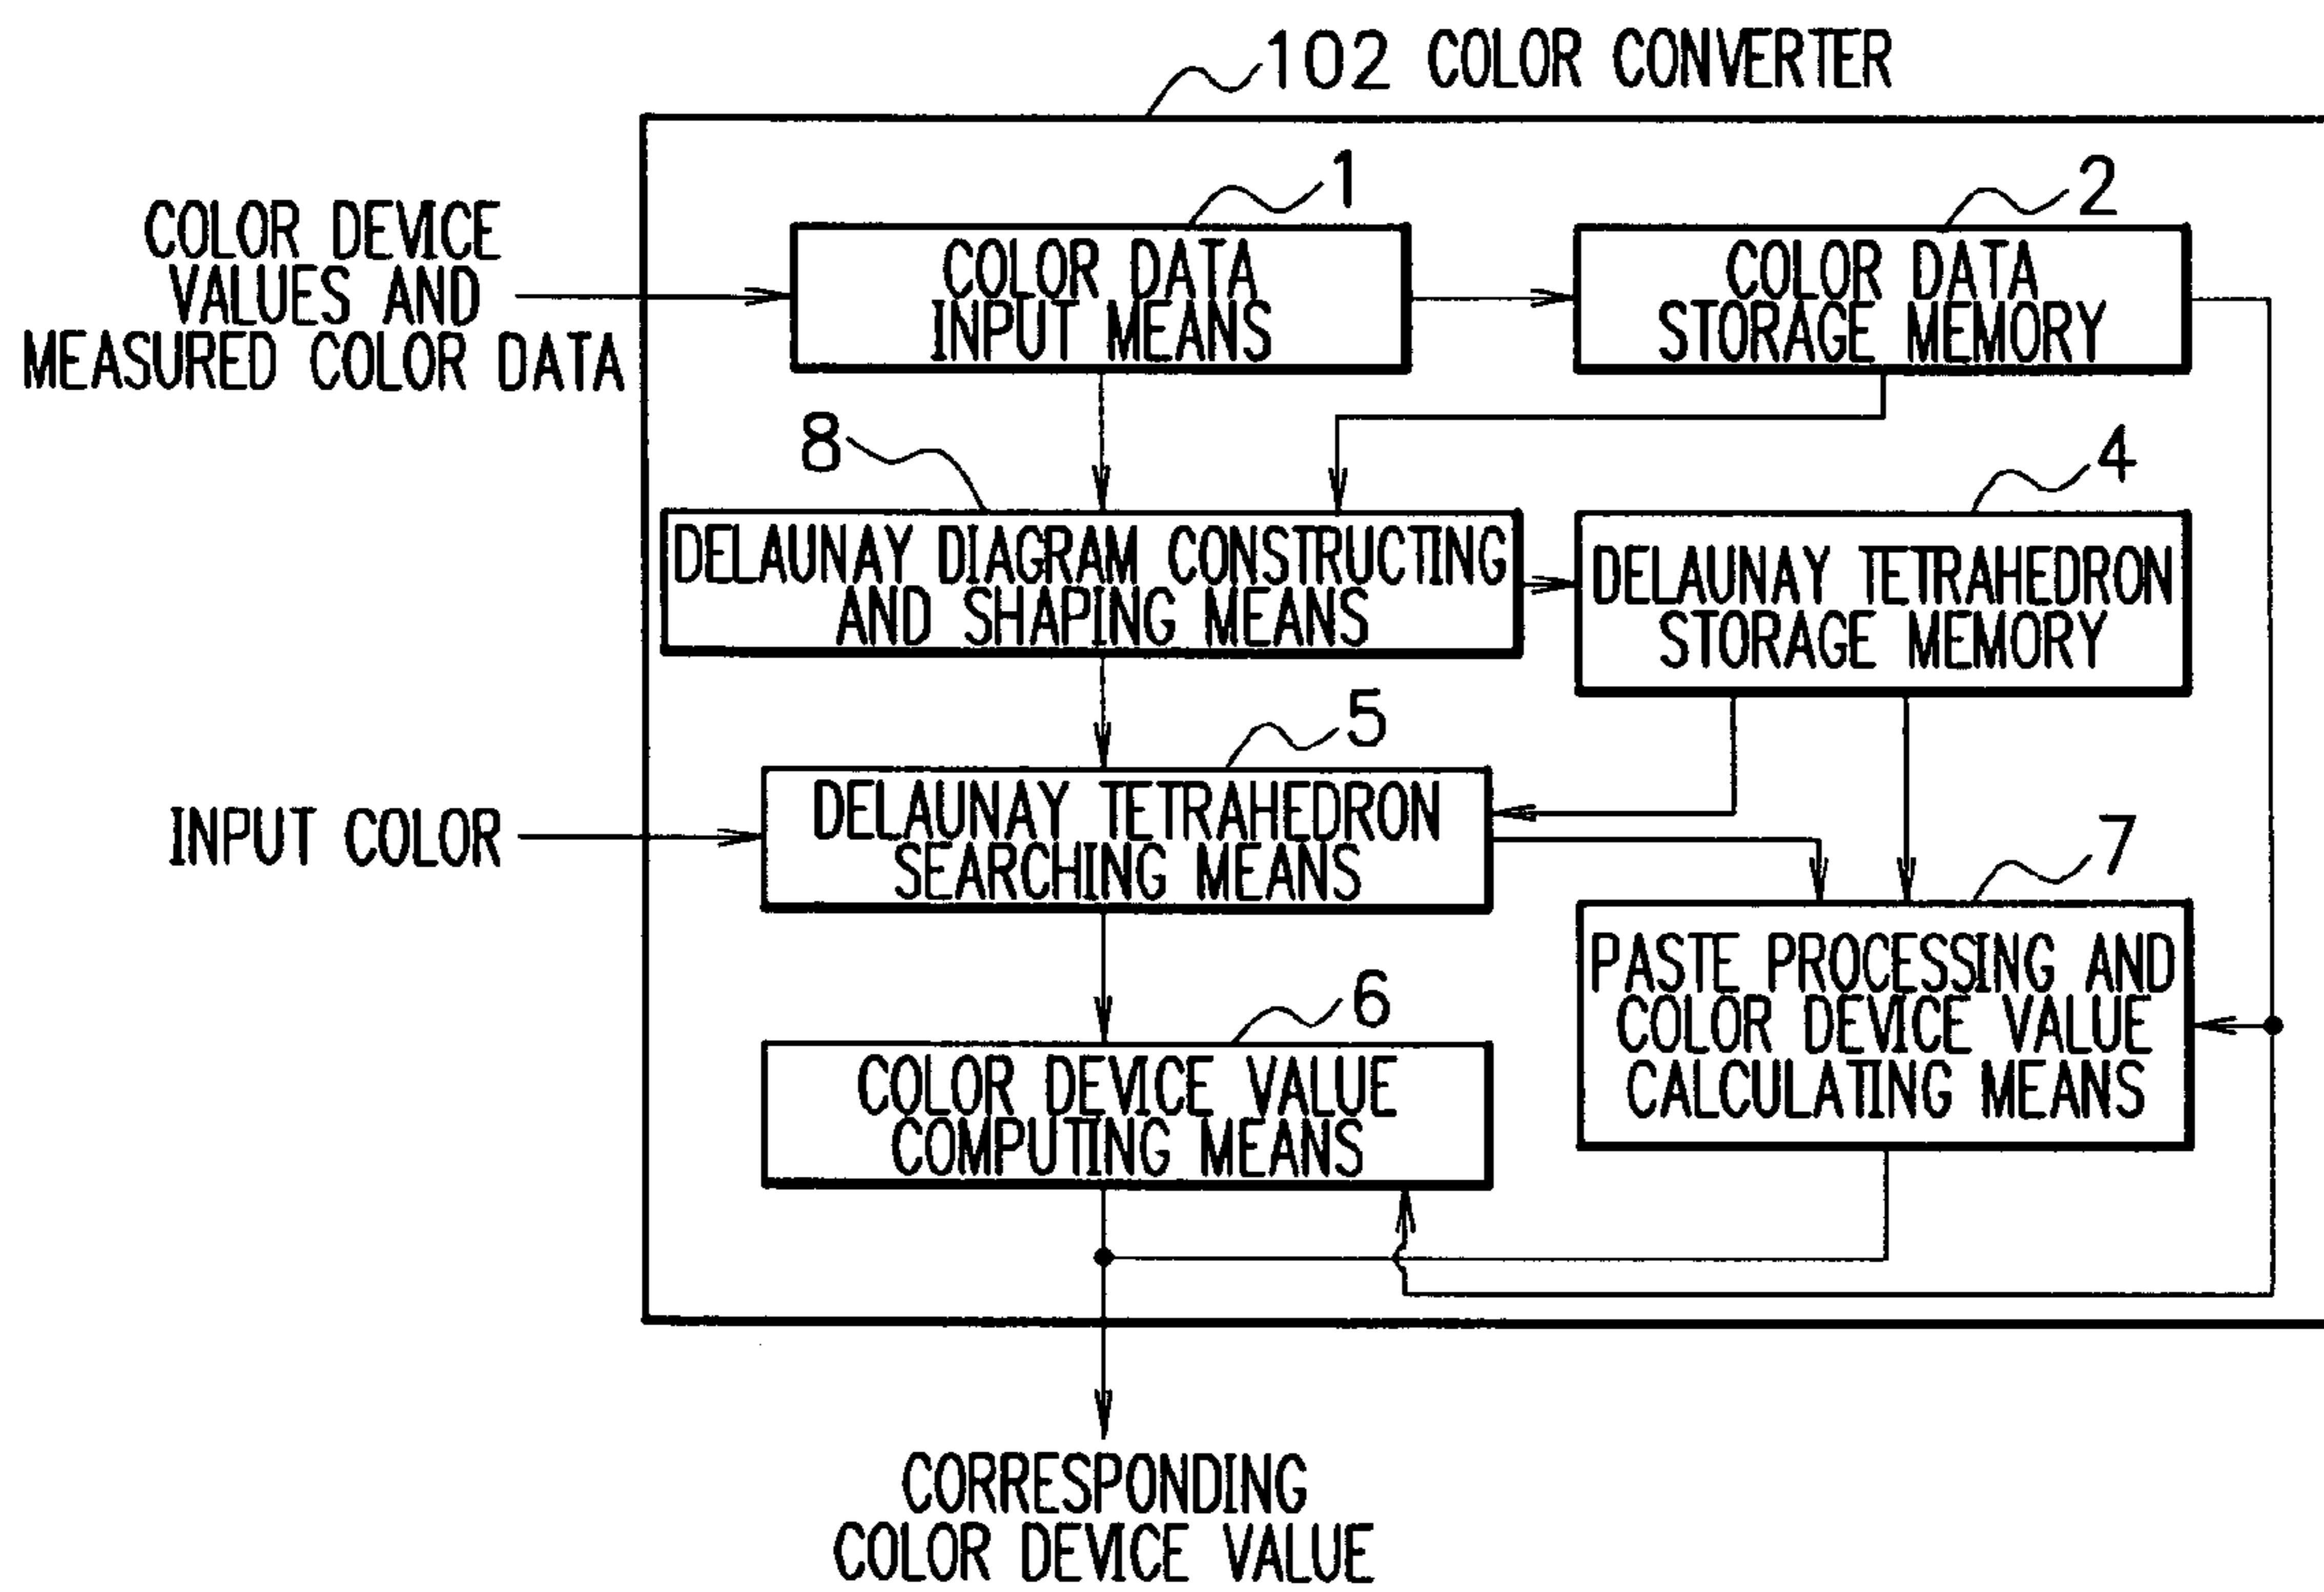 102 COLOR CONVERTER
COLOR DEVICE
VALUES AND
MEASURED COLOR DATA
1
COLOR DATA
INPUT MEANS
2
COLOR DATA
STORAGE MEMORY
8
DELAUNAY DIAGRAM CONSTRUCTING
AND SHAPING MEANS
4
DELAUNAY TETRAHEDRON
STORAGE MEMORY
INPUT COLOR
5
DELAUNAY TETRAHEDRON
SEARCHING MEANS
7
PASTE PROCESSING AND
COLOR DEVICE VALUE
CALCULATING MEANS
6
COLOR DEVICE VALUE
COMPUTING MEANS
CORRESPONDING
COLOR DEVICE VALUE